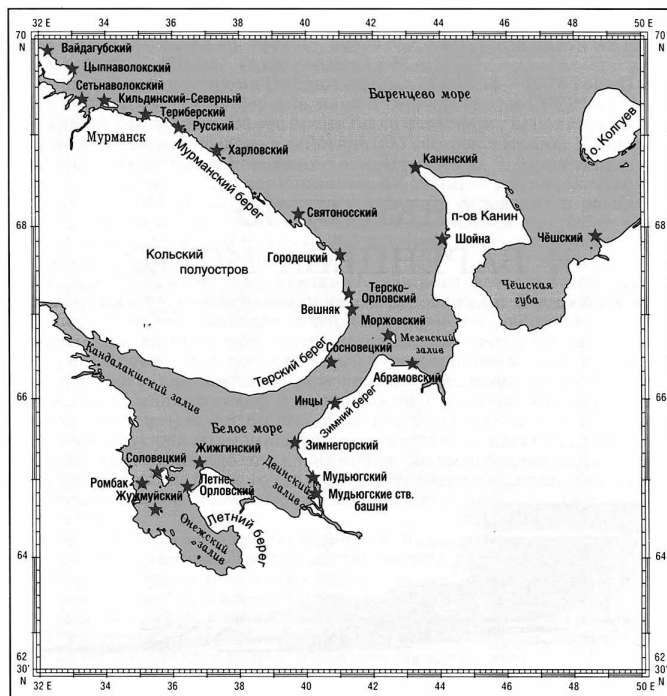 32 E 34 36 38 40 42 44 46 48 50 E
70 N
70 N
Вайдагубский
Цыпнаволокский
Сетьнаволокский
Кильдинский-Северный
Баренцево море
Териберский
Русский
Мурманск
о. Колгуев
Харловский
Мурманский берег
Канинский
68
Святоносский
п-ов Канин
68
Кольский
полуостров
Городецкий
Шойна
Чёшский
Чёшская
губа
Терско-
Орловский
Вешняк
Моржовский
Мезенский
залив
Сосновецкий
Терский берег
Абрамовский
Кандалакшский залив
66
66
Инцы
Зимний берег
Белое море
Зимнегорский
Жижгинский
Соловецкий
Двинский
залив
Мудьюгский
Ромбак
Летне-
Орловский
Мудьюгские ств.
башни
Жужмуйский
Онежский
залив
Летний берег
64
64
62
30'
N
62
30'
N
32 E 34 36 38 40 42 44 46 48 50 E